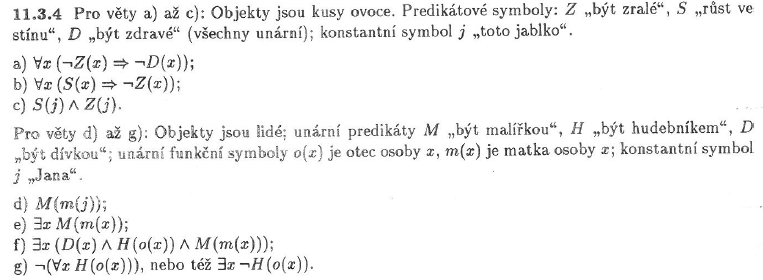 11.3.4 Pro věty a) až c): Objekty jsou kusy ovoce. Predikátové symboly: Z „být zralé“, S „růst ve
stínu“, D „být zdravé“ (všechny unární); konstantní symbol j „toto jablko“.
a) ∀x (¬Z(x) ⇒ ¬D(x));
b) ∀x (S(x) ⇒ ¬Z(x));
c) S(j) ∧ Z(j).
Pro věty d) až g): Objekty jsou lidé; unární predikáty M „být malířkou“, H „být hudebníkem“, D
„být dívkou“; unární funkční symboly o(x) je otec osoby x, m(x) je matka osoby x; konstantní symbol
j „Jana“.
d) M(m(j));
e) ∃x M(m(x));
f) ∃x (D(x) ∧ H(o(x)) ∧ M(m(x)));
g) ¬(∀x H(o(x))), nebo též ∃x ¬H(o(x)).